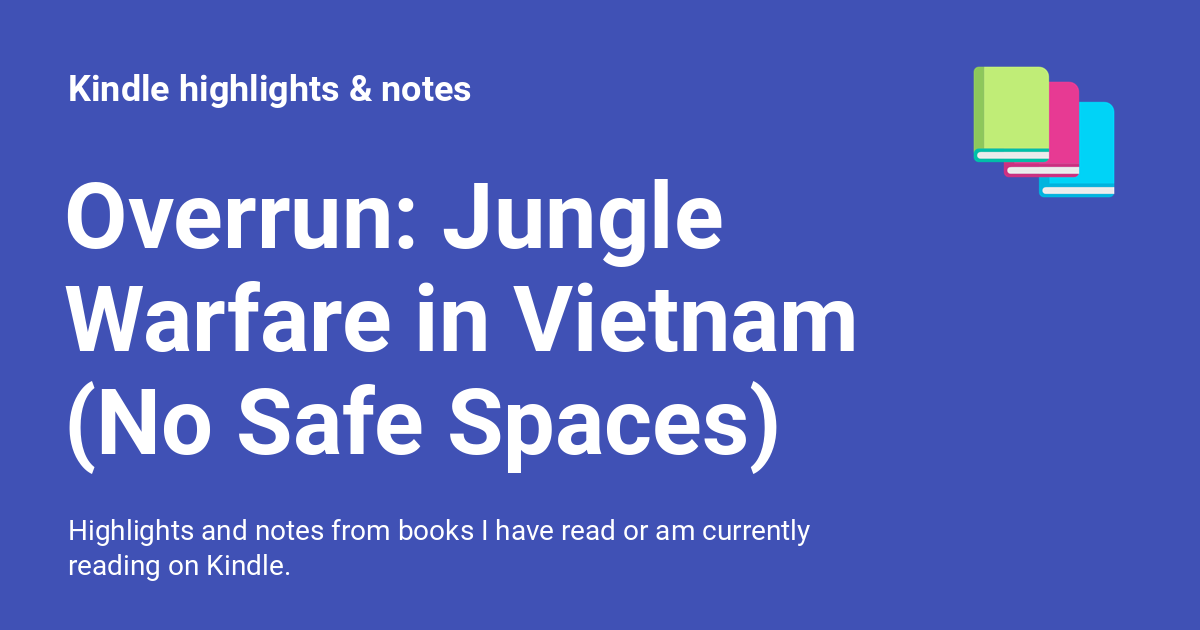 Kindle highlights & notes
Overrun: Jungle
Warfare in Vietnam
(No Safe Spaces)
Highlights and notes from books I have read or am currently
reading on Kindle.